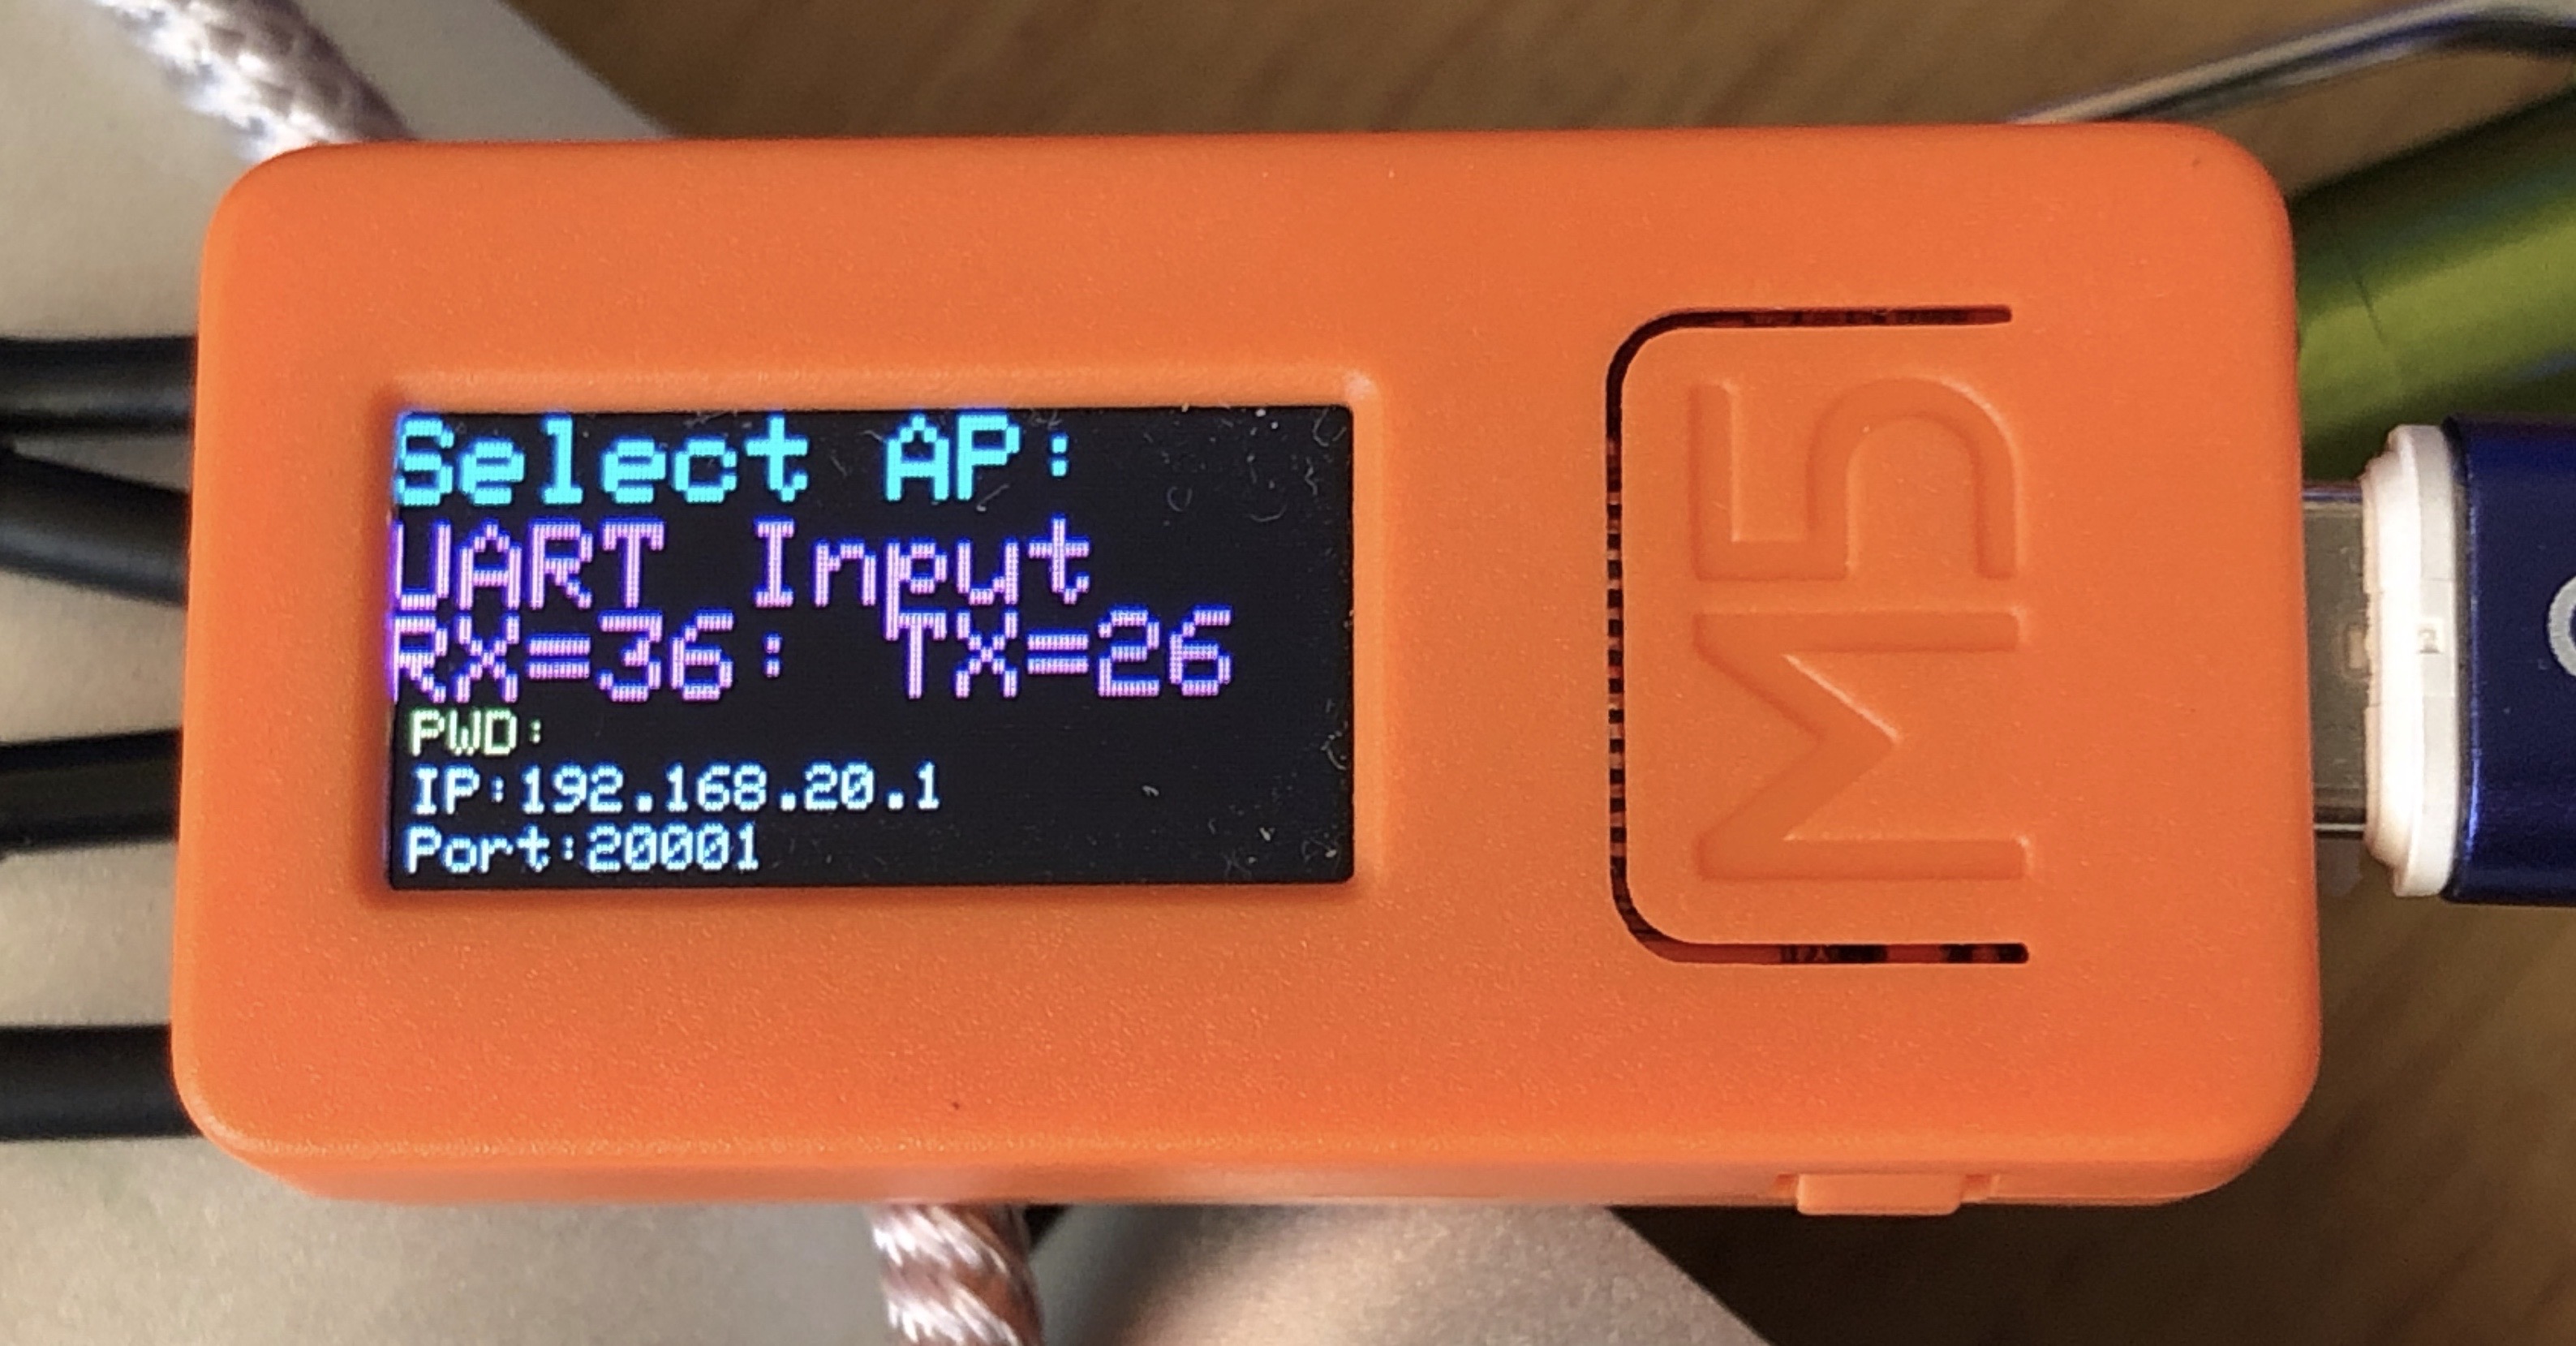 Select AP:
UART Input
RX=36: TX=26
PWD:
IP:192.168.20.1
Port:20001
M5